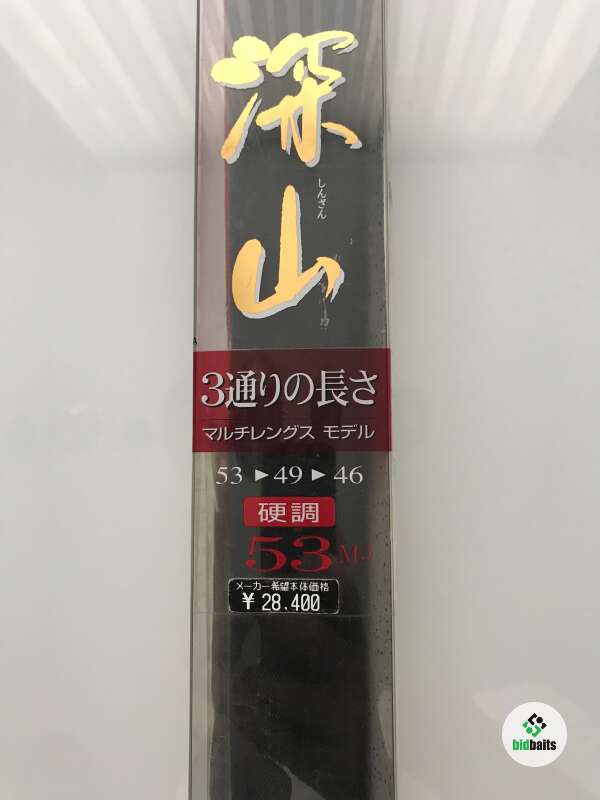 深山
しんざん
3通りの長さ
マルチレングス モデル
53 ▶ 49 ▶ 46
硬調
53 M.J
メーカー希望本体価格
¥ 28,400
bidbaits